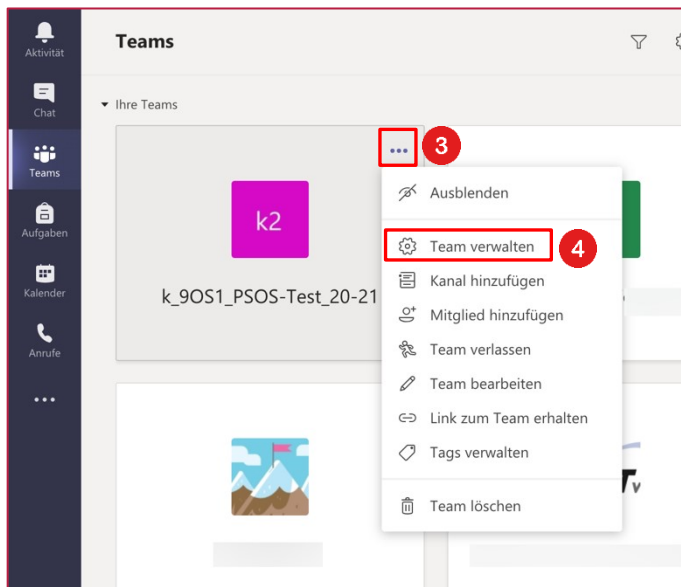 Aktivität
Chat
Teams
Aufgaben
Kalender
Anrufe
Teams
Ihre Teams
3
k2
k_9OS1_PSOS-Test_20-21
Ausblenden
Team verwalten
4
Kanal hinzufügen
Mitglied hinzufügen
Team verlassen
Team bearbeiten
Link zum Team erhalten
Tags verwalten
Team löschen